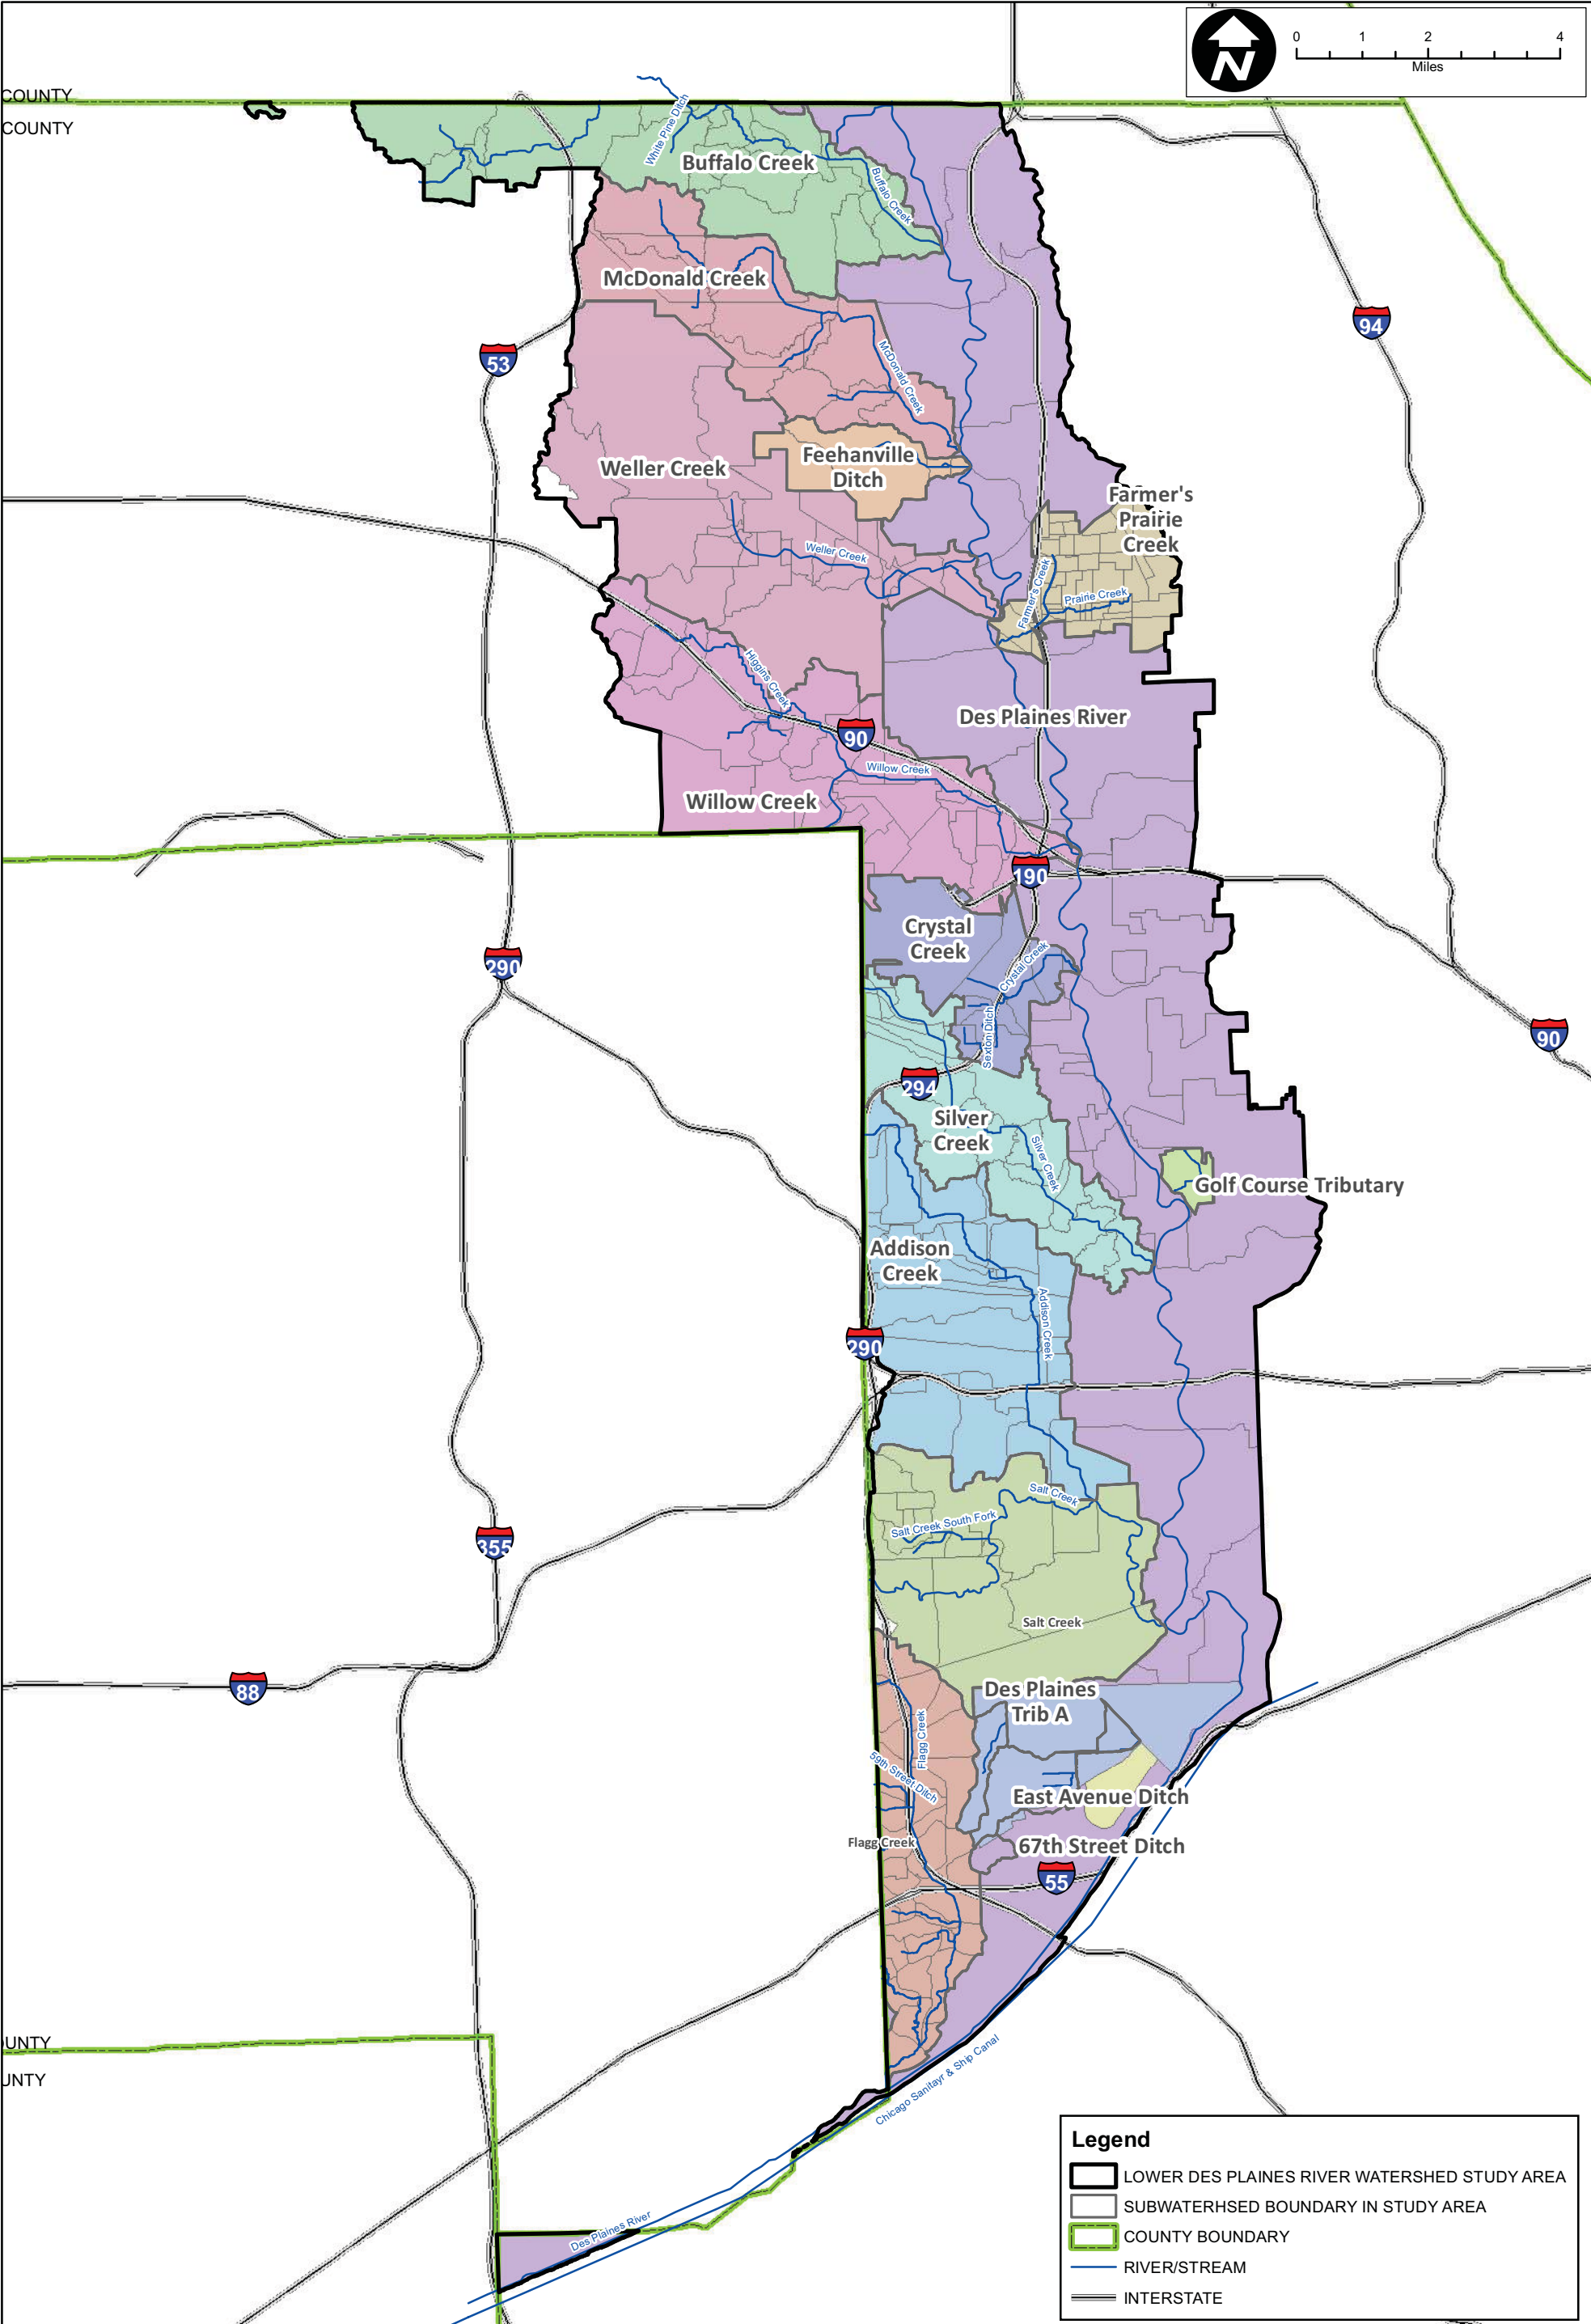 0 1 2 4
Miles
N
COUNTY
COUNTY
White Pine Ditch
Buffalo Creek
Buffalo Creek
McDonald Creek
94
53
McDonald Creek
Feehanville
Ditch
Weller Creek
Farmer's
Prairie
Creek
Weller Creek
Farmer's Creek
Prairie Creek
Higgins Creek
Des Plaines River
90
Willow Creek
Willow Creek
190
Crystal
Creek
Crystal Creek
290
Sexton Ditch
90
294
Silver
Creek
Silver Creek
Golf Course Tributary
Addison
Creek
Addison Creek
290
Salt Creek
Salt Creek South Fork
355
Salt Creek
88
Des Plaines
Trib A
Flagg Creek
59th Street Ditch
East Avenue Ditch
Flagg Creek
67th Street Ditch
55
OUNTY
UNTY
Chicago Sanitayr & Ship Canal
Des Plaines River
Legend
LOWER DES PLAINES RIVER WATERSHED STUDY AREA
SUBWATERHSED BOUNDARY IN STUDY AREA
COUNTY BOUNDARY
RIVER/STREAM
INTERSTATE